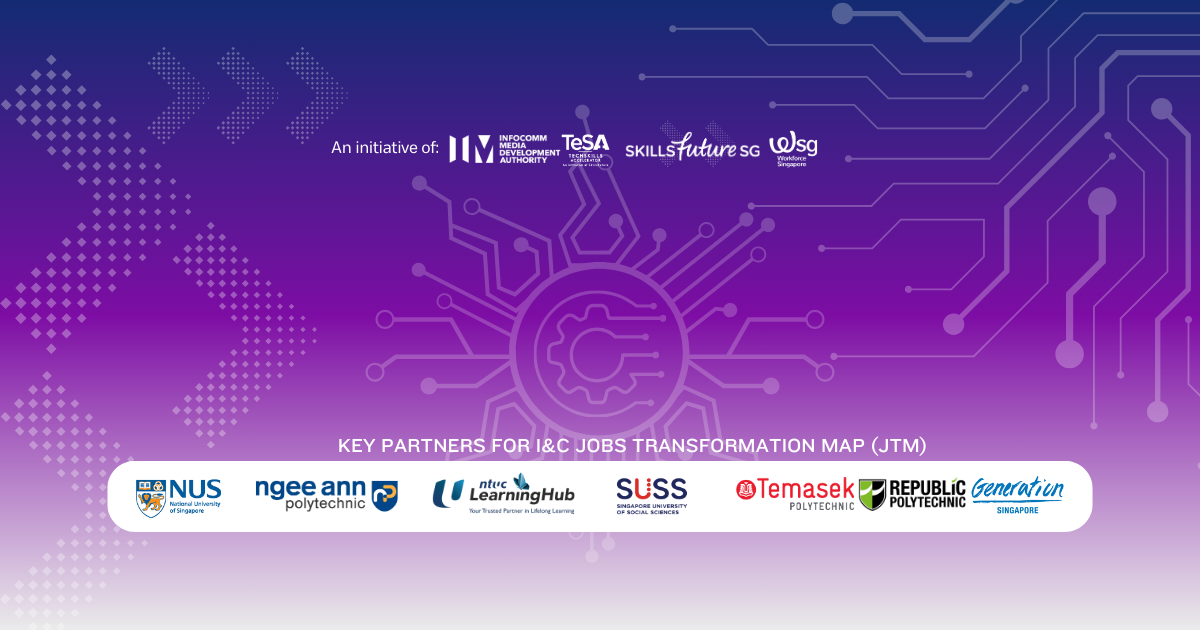 An initiative of:
INFOCOMM
MEDIA
DEVELOPMENT
AUTHORITY
TeSA
TECHSKILLS
ACCELERATOR
SKILLSfuture SG
wsg
Workforce
Singapore
KEY PARTNERS FOR I&C JOBS TRANSFORMATION MAP (JTM)
NUS
National University
of Singapore
ngee ann
polytechnic
ntuc
LearningHub
Your Trusted Partner in Lifelong Learning
SUSS
SINGAPORE UNIVERSITY
OF SOCIAL SCIENCES
Temasek
POLYTECHNIC
REPUBLIC
POLYTECHNIC
Generation
SINGAPORE